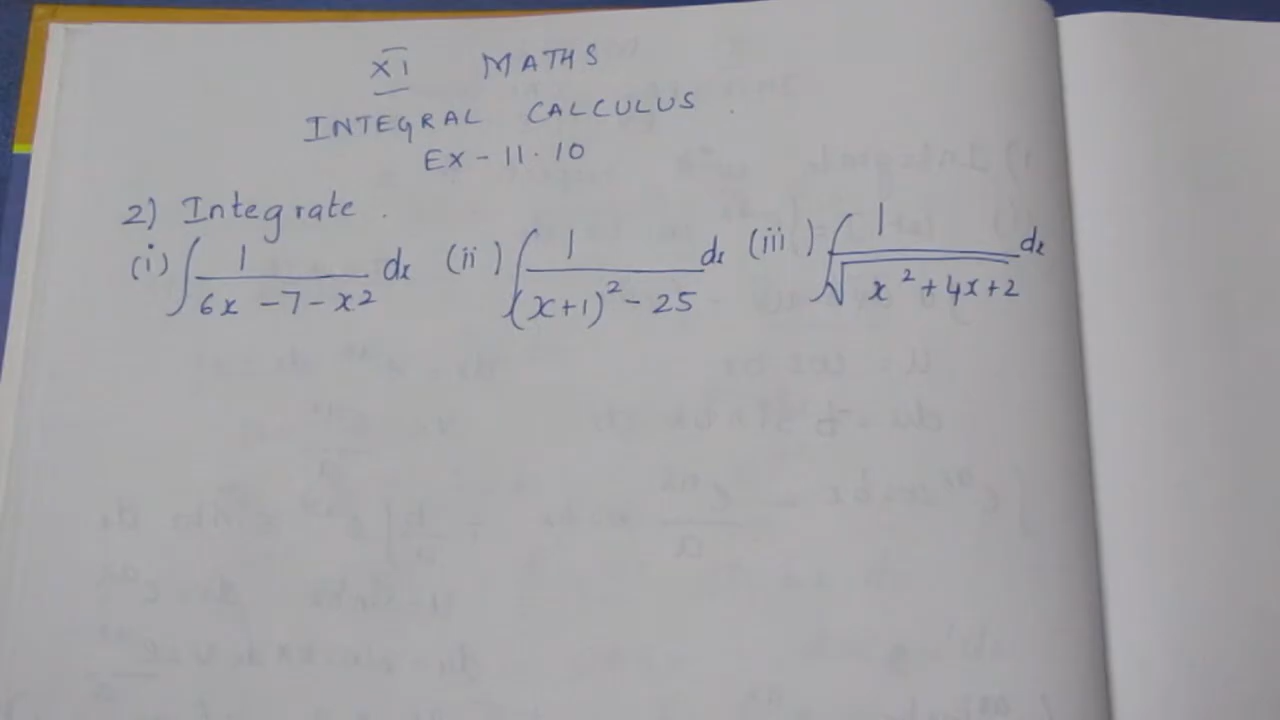 XI MATHS
INTEGRAL CALCULUS.
EX - 11.10
2) Integrate.
(i) ∫ 1/(6x - 7 - x2) dx (ii) ∫ 1/((x+1)² - 25) dx (iii) ∫ 1/√(x² + 4x + 2) dx